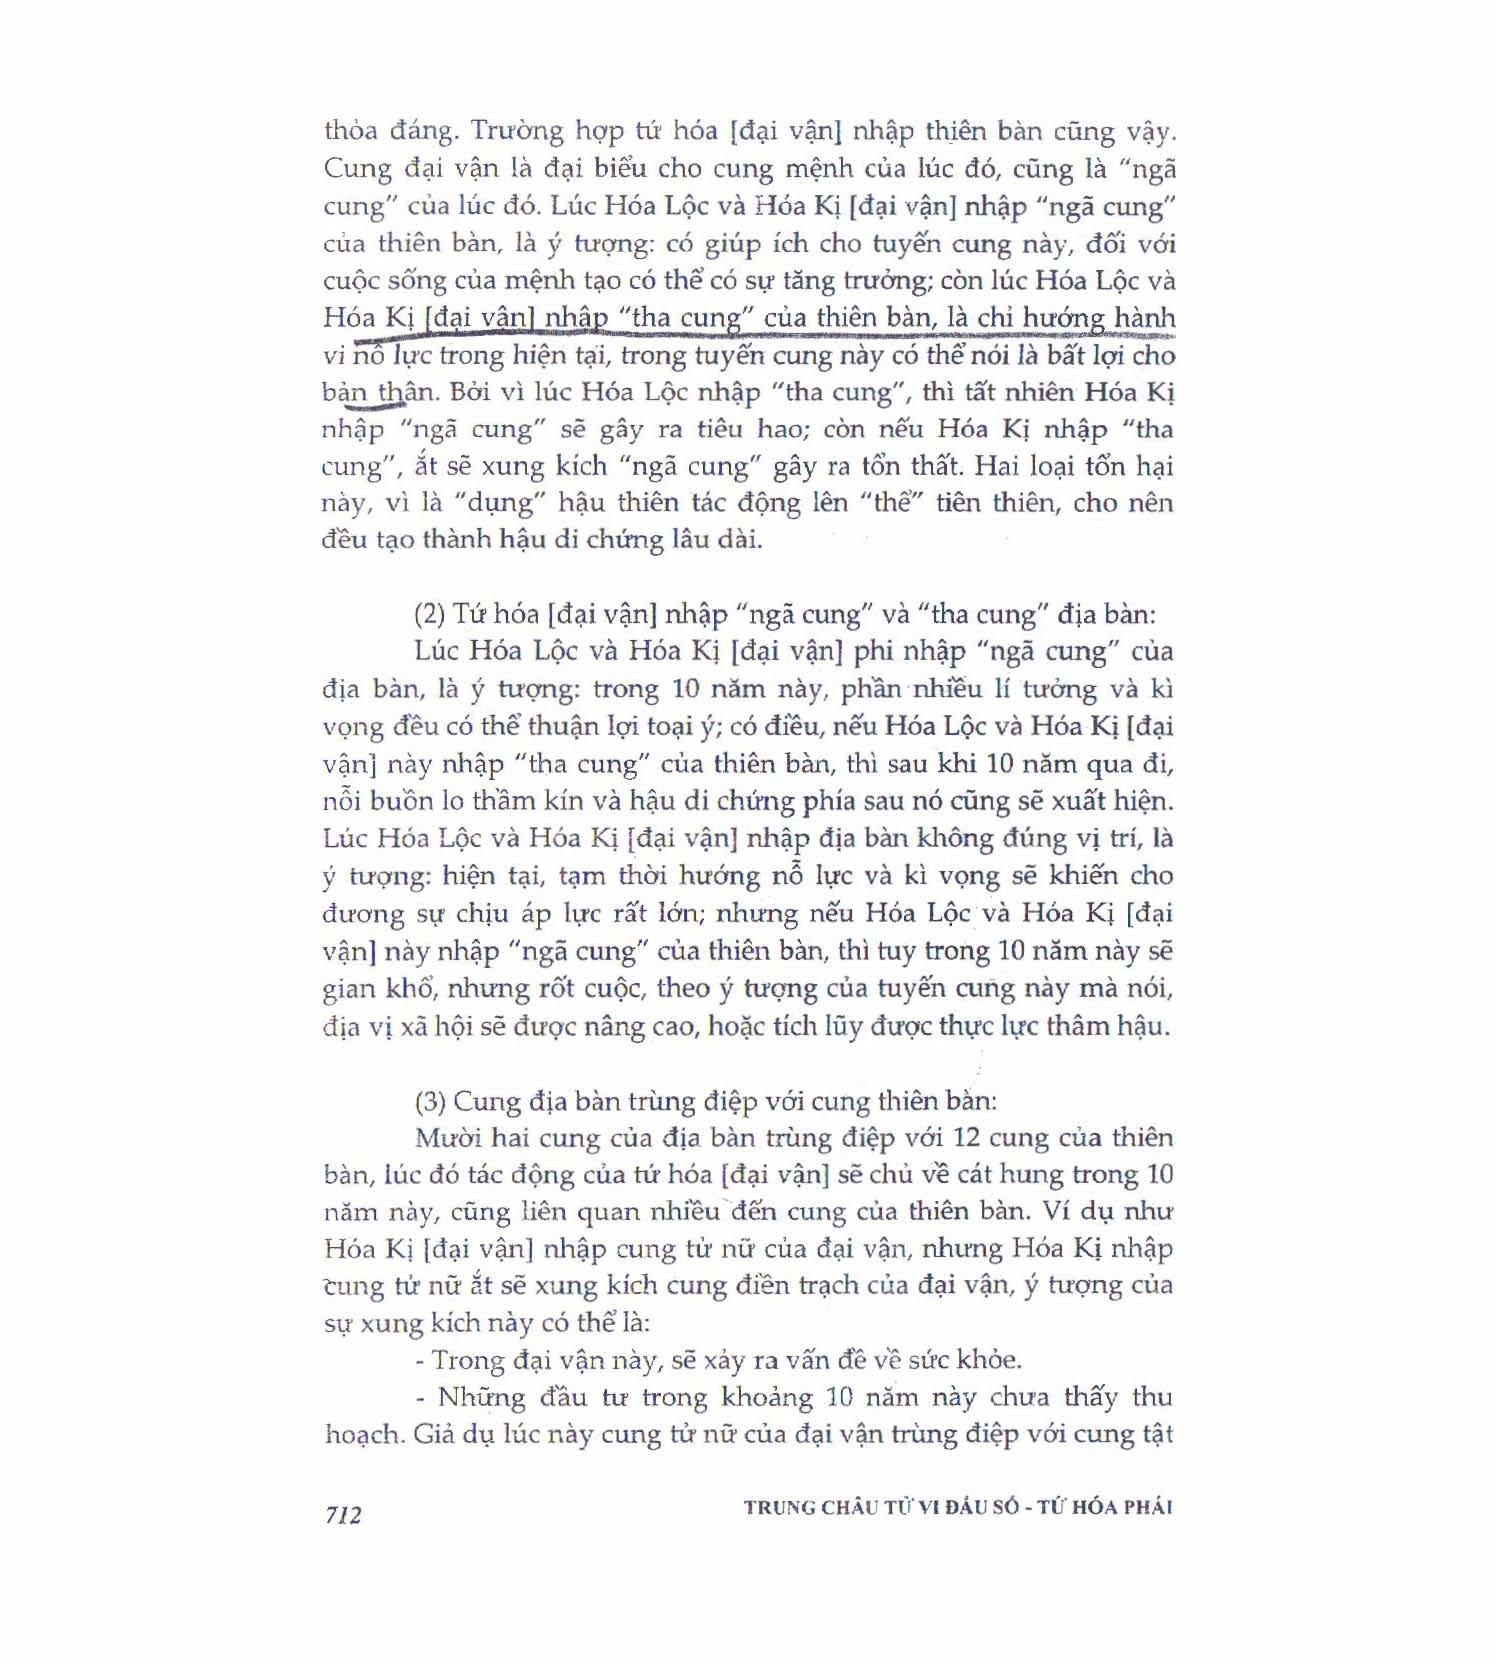 thỏa đáng. Trường hợp tứ hóa [đại vận] nhập thiên bàn cũng vậy.
Cung đại vận là đại biểu cho cung mệnh của lúc đó, cũng là "ngã
cung" của lúc đó. Lúc Hóa Lộc và Hóa Kị [đại vận] nhập "ngã cung"
của thiên bàn, là ý tượng: có giúp ích cho tuyến cung này, đối với
cuộc sống của mệnh tạo có thể có sự tăng trưởng; còn lúc Hóa Lộc và
Hóa Kị [đại vận] nhập "tha cung" của thiên bàn, là chỉ hướng hành
vi nỗ lực trong hiện tại, trong tuyến cung này có thể nói là bất lợi cho
bản thân. Bởi vì lúc Hóa Lộc nhập "tha cung", thì tất nhiên Hóa Kị
nhập "ngã cung" sẽ gây ra tiêu hao; còn nếu Hóa Kị nhập "tha
cung", ắt sẽ xung kích "ngã cung" gây ra tổn thất. Hai loại tổn hại
này, vì là "dụng" hậu thiên tác động lên "thể" tiên thiên, cho nên
đều tạo thành hậu di chứng lâu dài.
(2) Tứ hóa [đại vận] nhập "ngã cung" và "tha cung" địa bàn:
Lúc Hóa Lộc và Hóa Kị [đại vận] phi nhập "ngã cung" của
địa bàn, là ý tượng: trong 10 năm này, phần nhiều lí tưởng và kì
vọng đều có thể thuận lợi toại ý; có điều, nếu Hóa Lộc và Hóa Kị [đại
vận] này nhập "tha cung" của thiên bàn, thì sau khi 10 năm qua đi,
nỗi buồn lo thầm kín và hậu di chứng phía sau nó cũng sẽ xuất hiện.
Lúc Hóa Lộc và Hóa Kị [đại vận] nhập địa bàn không đúng vị trí, là
ý tượng: hiện tại, tạm thời hướng nỗ lực và kì vọng sẽ khiến cho
đương sự chịu áp lực rất lớn; nhưng nếu Hóa Lộc và Hóa Kị [đại
vận] này nhập "ngã cung" của thiên bàn, thì tuy trong 10 năm này sẽ
gian khổ, nhưng rốt cuộc, theo ý tượng của tuyến cung này mà nói,
địa vị xã hội sẽ được nâng cao, hoặc tích lũy được thực lực thâm hậu.
(3) Cung địa bàn trùng điệp với cung thiên bàn:
Mười hai cung của địa bàn trùng điệp với 12 cung của thiên
bàn, lúc đó tác động của tứ hóa [đại vận] sẽ chủ về cát hung trong 10
năm này, cũng liên quan nhiều đến cung của thiên bàn. Ví dụ như
Hóa Kị [đại vận] nhập cung tử nữ của đại vận, nhưng Hóa Kị nhập
cung tử nữ ắt sẽ xung kích cung điền trạch của đại vận, ý tượng của
sự xung kích này có thể là:
- Trong đại vận này, sẽ xảy ra vấn đề về sức khỏe.
- Những đầu tư trong khoảng 10 năm này chưa thấy thu
hoạch. Giả dụ lúc này cung tử nữ của đại vận trùng điệp với cung tật
712
TRUNG CHÂU TỬ VI ĐẨU SỐ - TỨ HÓA PHÁI